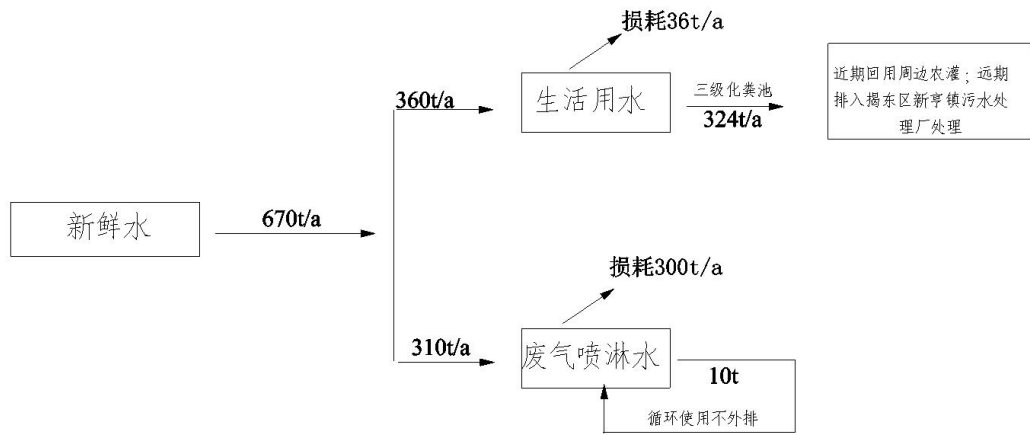 损耗36t/a
360t/a
生活用水
三级化粪池
324t/a
近期回用周边农灌；远期
排入揭东区新亨镇污水处
理厂处理
新鲜水
670t/a
损耗300t/a
310t/a
废气喷淋水
10t
循环使用不外排